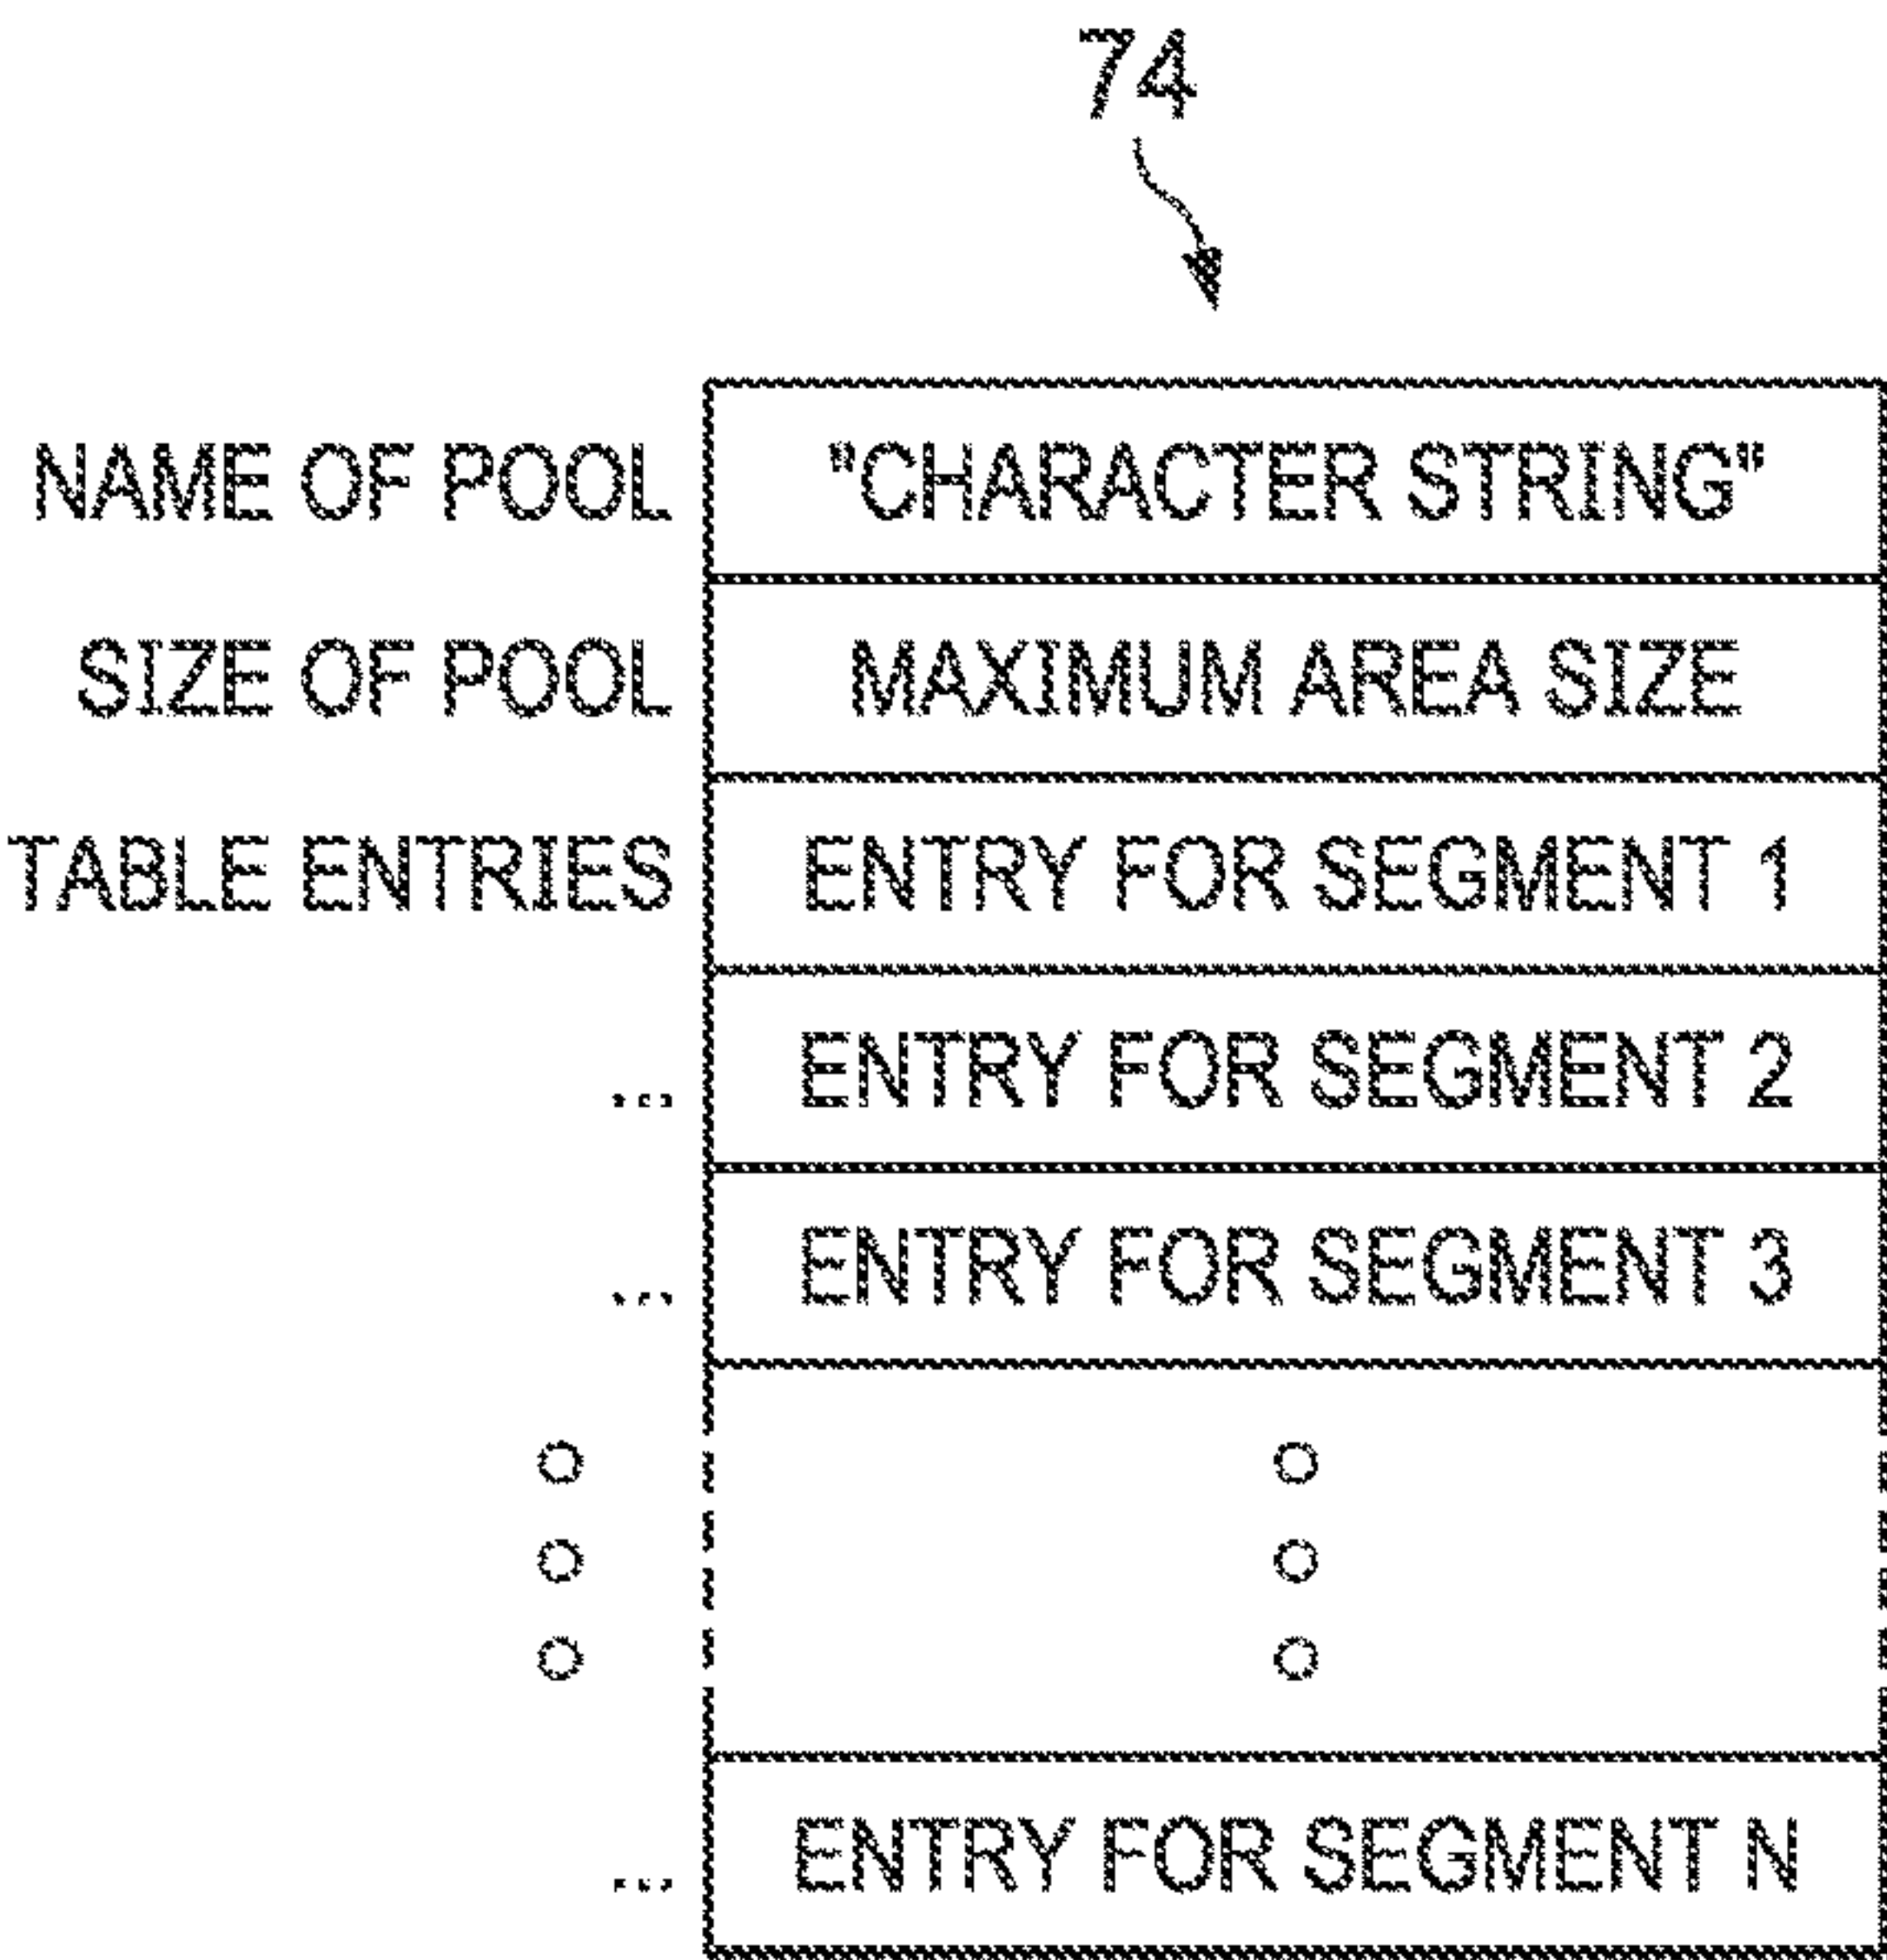 74
NAME OF POOL "CHARACTER STRING"
SIZE OF POOL MAXIMUM AREA SIZE
TABLE ENTRIES ENTRY FOR SEGMENT 1
... ENTRY FOR SEGMENT 2
... ENTRY FOR SEGMENT 3
... ENTRY FOR SEGMENT N